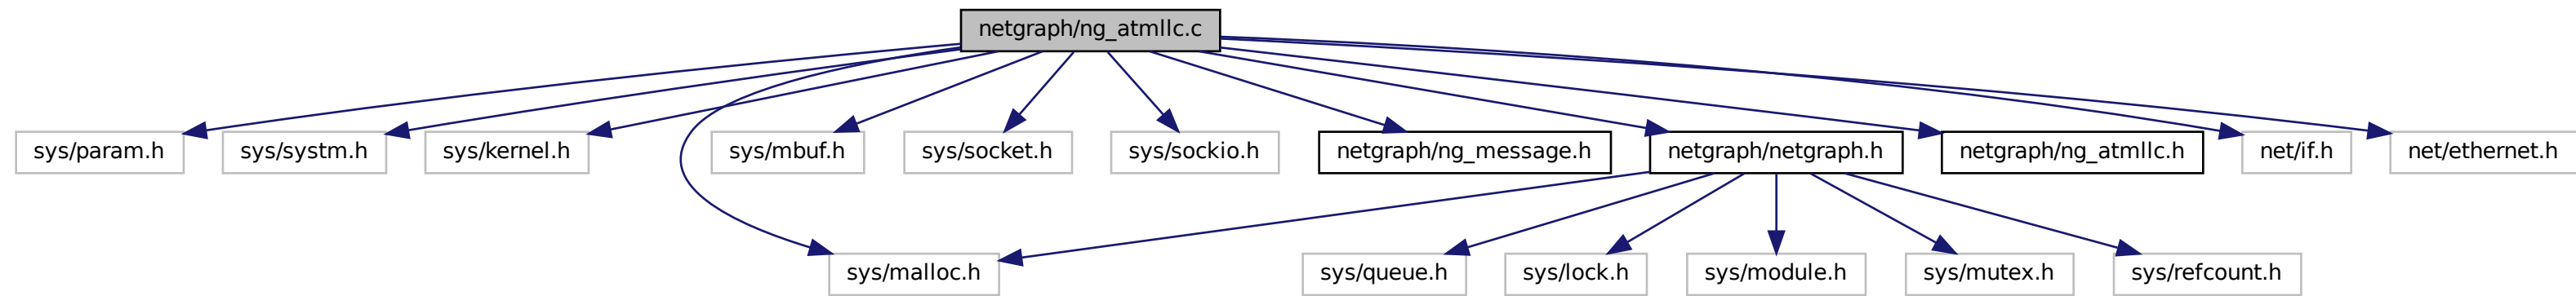 netgraph/ng_atmllc.c
sys/param.h
sys/systm.h
sys/kernel.h
sys/mbuf.h
sys/socket.h
sys/sockio.h
netgraph/ng_message.h
netgraph/netgraph.h
netgraph/ng_atmllc.h
net/if.h
net/ethernet.h
sys/malloc.h
sys/queue.h
sys/lock.h
sys/module.h
sys/mutex.h
sys/refcount.h